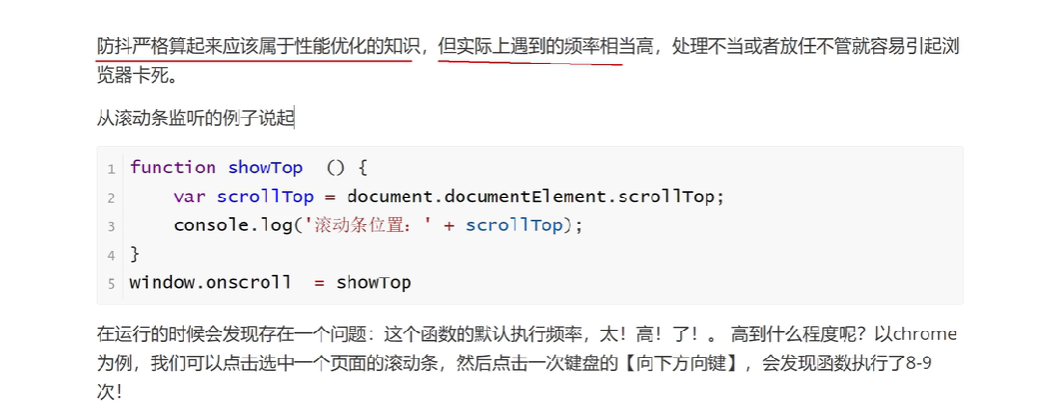 防抖严格算起来应该属于性能优化的知识，但实际上遇到的频率相当高，处理不当或者放任不管就容易引起浏
览器卡死。
从滚动条监听的例子说起
1 function showTop  () {
2     var scrollTop = document.documentElement.scrollTop;
3     console.log('滚动条位置：' + scrollTop);
4 }
5 window.onscroll  = showTop
在运行的时候会发现存在一个问题：这个函数的默认执行频率，太！高！了！。 高到什么程度呢？以chrome
为例，我们可以点击选中一个页面的滚动条，然后点击一次键盘的【向下方向键】，会发现函数执行了8-9
次！